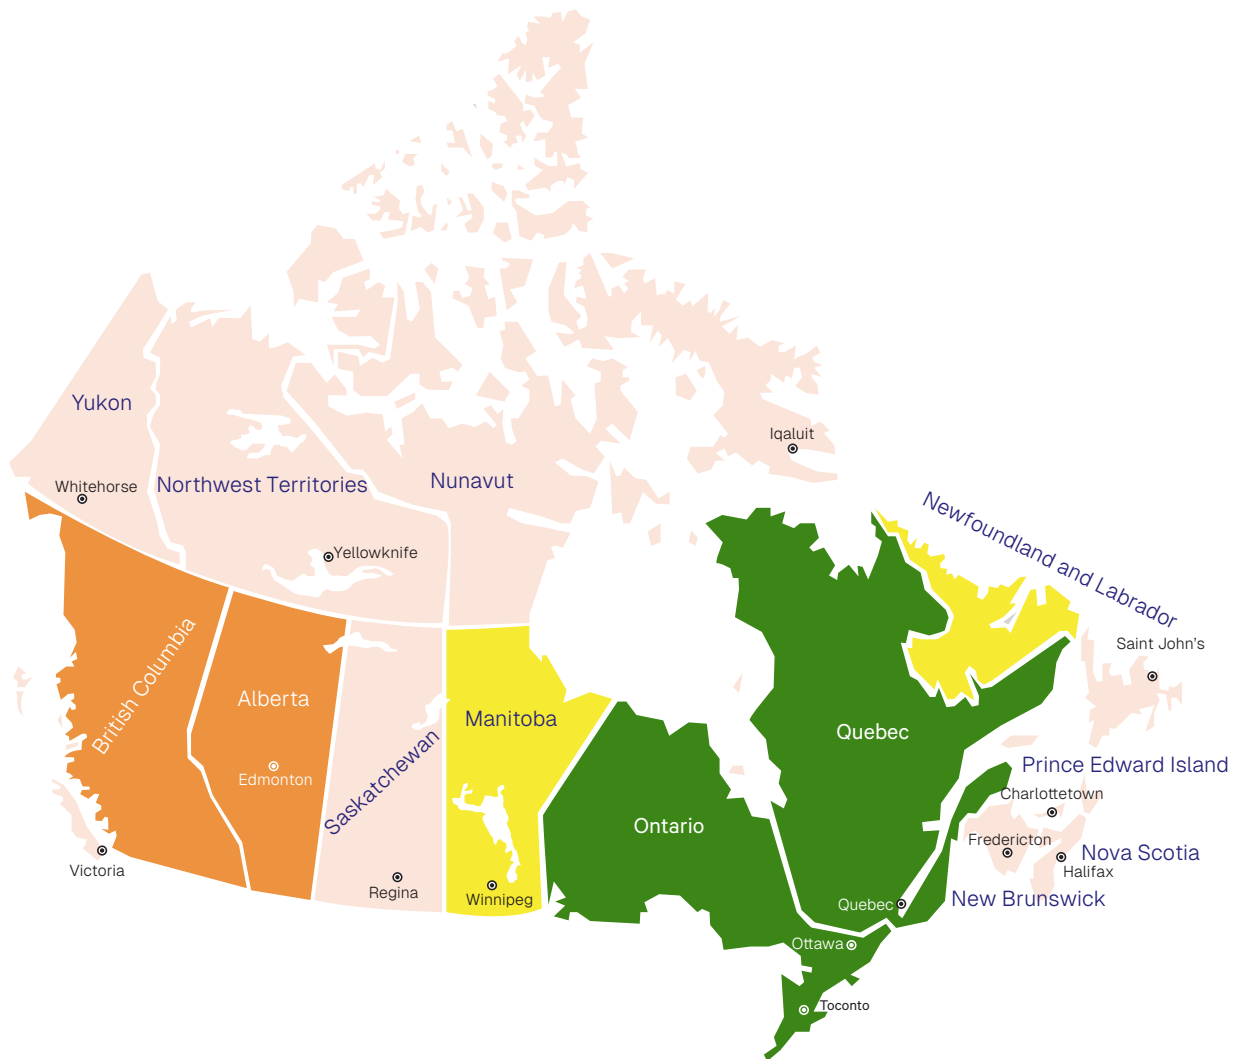 Yukon
Iqaluit
Whitehorse
Northwest Territories
Nunavut
Newfoundland and Labrador
Yellowknife
British Columbia
Saint John's
Alberta
Manitoba
Quebec
Saskatchewan
Edmonton
Prince Edward Island
Charlottetown
Ontario
Fredericton
Nova Scotia
Victoria
Halifax
Regina
Winnipeg
Quebec
New Brunswick
Ottawa
Toconto